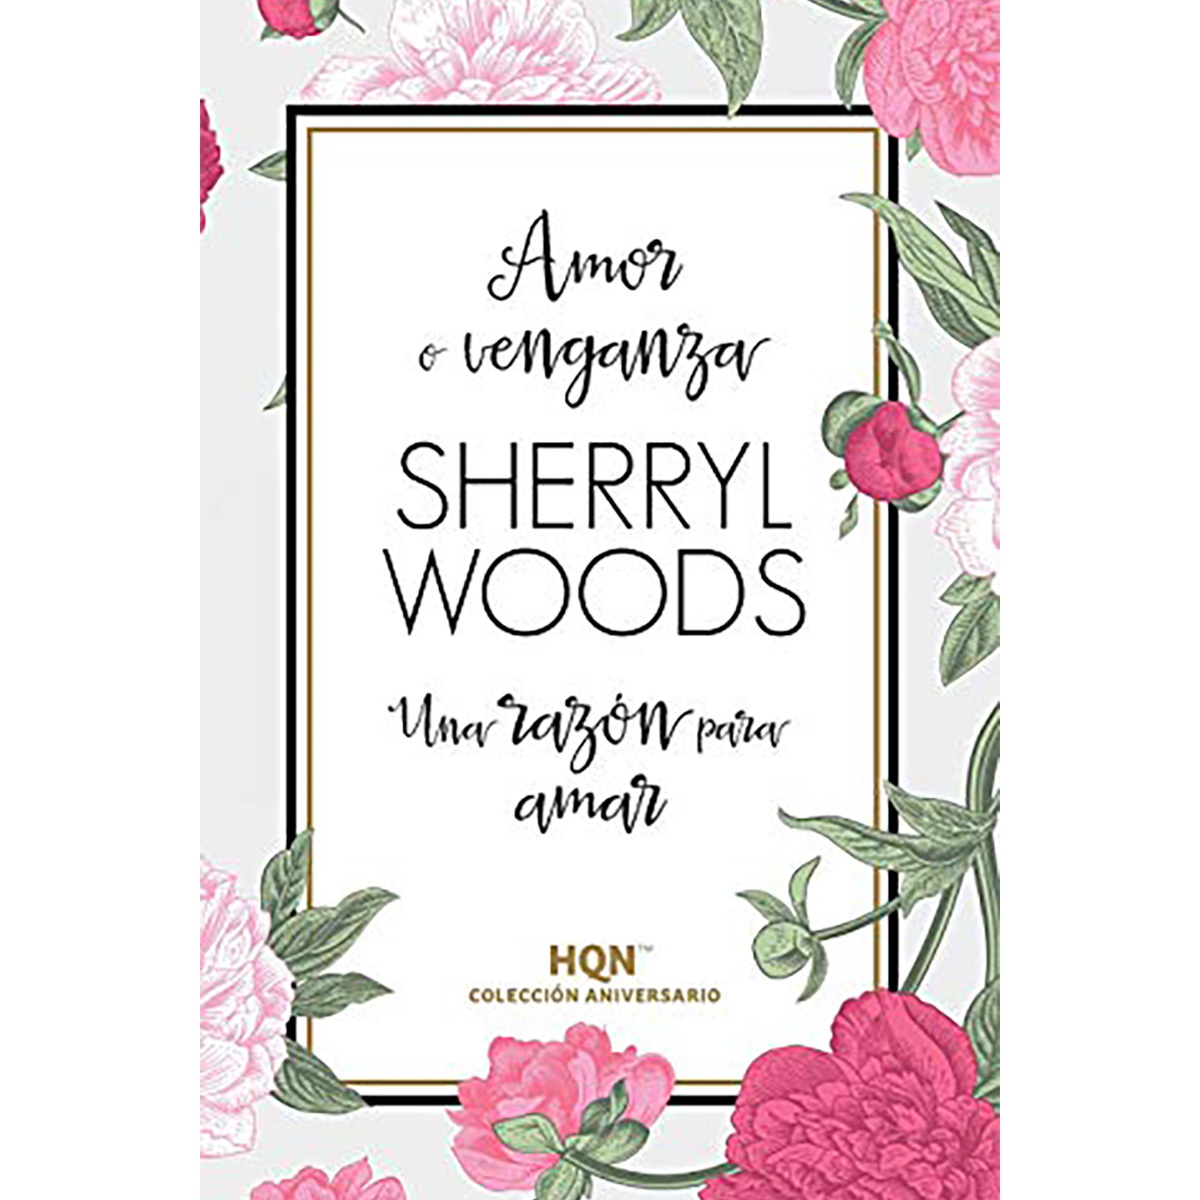 Amor
o venganza
SHERRYL
WOODS
Una razón para
amar
HQN™
COLECCIÓN ANIVERSARIO